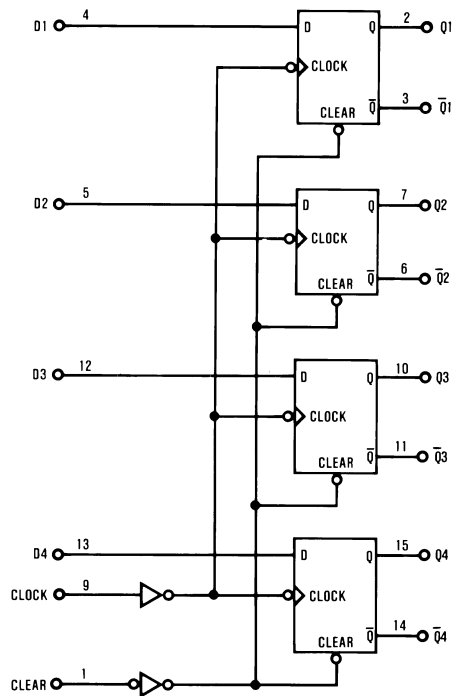 D1 4 D Q 2 Q1
CLOCK
CLEAR Q̅ 3 Q̅1
D2 5 D Q 7 Q2
CLOCK
CLEAR Q̅ 6 Q̅2
D3 12 D Q 10 Q3
CLOCK
CLEAR Q̅ 11 Q̅3
D4 13 D Q 15 Q4
CLOCK 9 CLOCK
CLEAR Q̅ 14 Q̅4
CLEAR 1